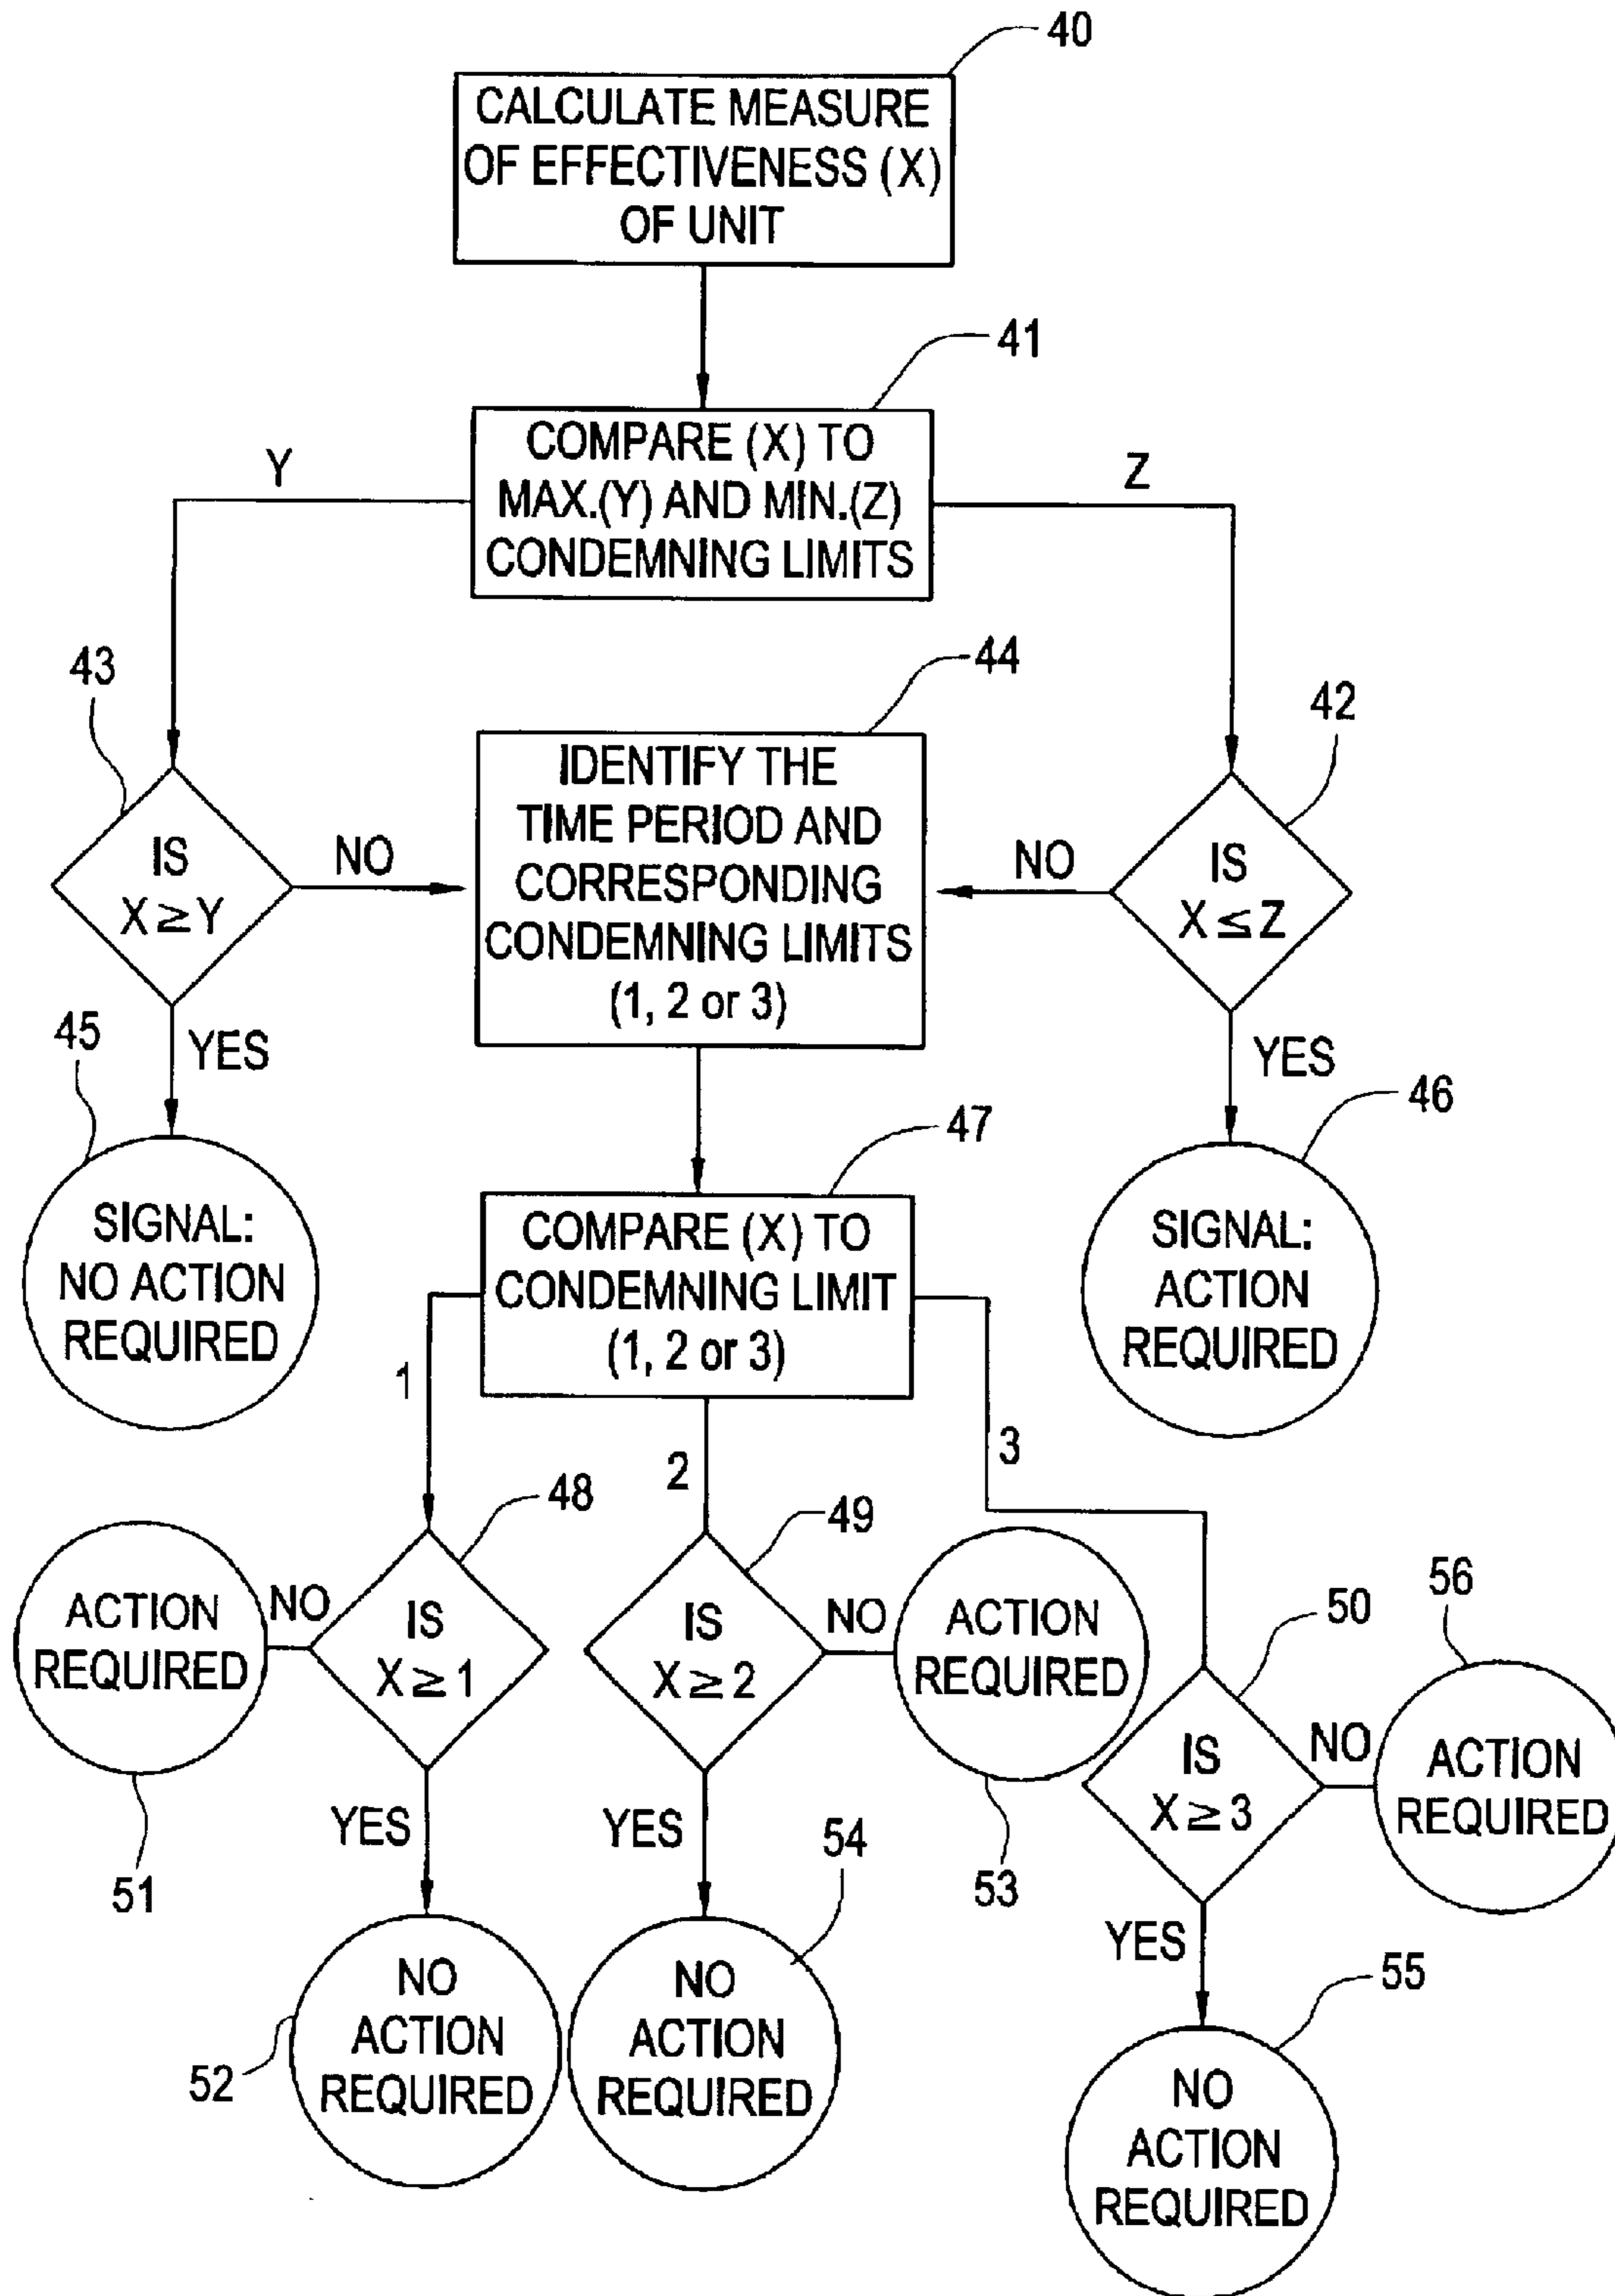 40
CALCULATE MEASURE
OF EFFECTIVENESS (X)
OF UNIT
41
COMPARE (X) TO
MAX.(Y) AND MIN.(Z)
CONDEMNING LIMITS
Y
Z
43
44
42
IDENTIFY THE
TIME PERIOD AND
CORRESPONDING
CONDEMNING LIMITS
(1, 2 or 3)
IS
X ≥ Y
NO
NO
IS
X ≤ Z
45
YES
YES
46
47
SIGNAL:
NO ACTION
REQUIRED
COMPARE (X) TO
CONDEMNING LIMIT
(1, 2 or 3)
SIGNAL:
ACTION
REQUIRED
1
2
3
48
49
50
56
ACTION
REQUIRED
NO
IS
X ≥ 1
IS
X ≥ 2
NO
ACTION
REQUIRED
IS
X ≥ 3
NO
ACTION
REQUIRED
51
YES
YES
54
53
YES
55
52
NO
ACTION
REQUIRED
NO
ACTION
REQUIRED
NO
ACTION
REQUIRED